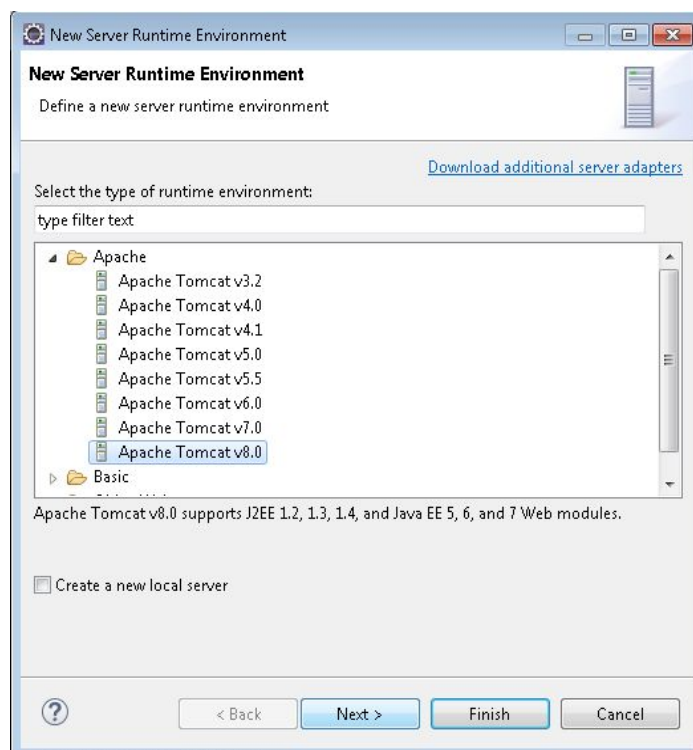 New Server Runtime Environment
New Server Runtime Environment
Define a new server runtime environment
Download additional server adapters
Select the type of runtime environment:
type filter text
Apache
Apache Tomcat v3.2
Apache Tomcat v4.0
Apache Tomcat v4.1
Apache Tomcat v5.0
Apache Tomcat v5.5
Apache Tomcat v6.0
Apache Tomcat v7.0
Apache Tomcat v8.0
Basic
Apache Tomcat v8.0 supports J2EE 1.2, 1.3, 1.4, and Java EE 5, 6, and 7 Web modules.
Create a new local server
? < Back Next > Finish Cancel